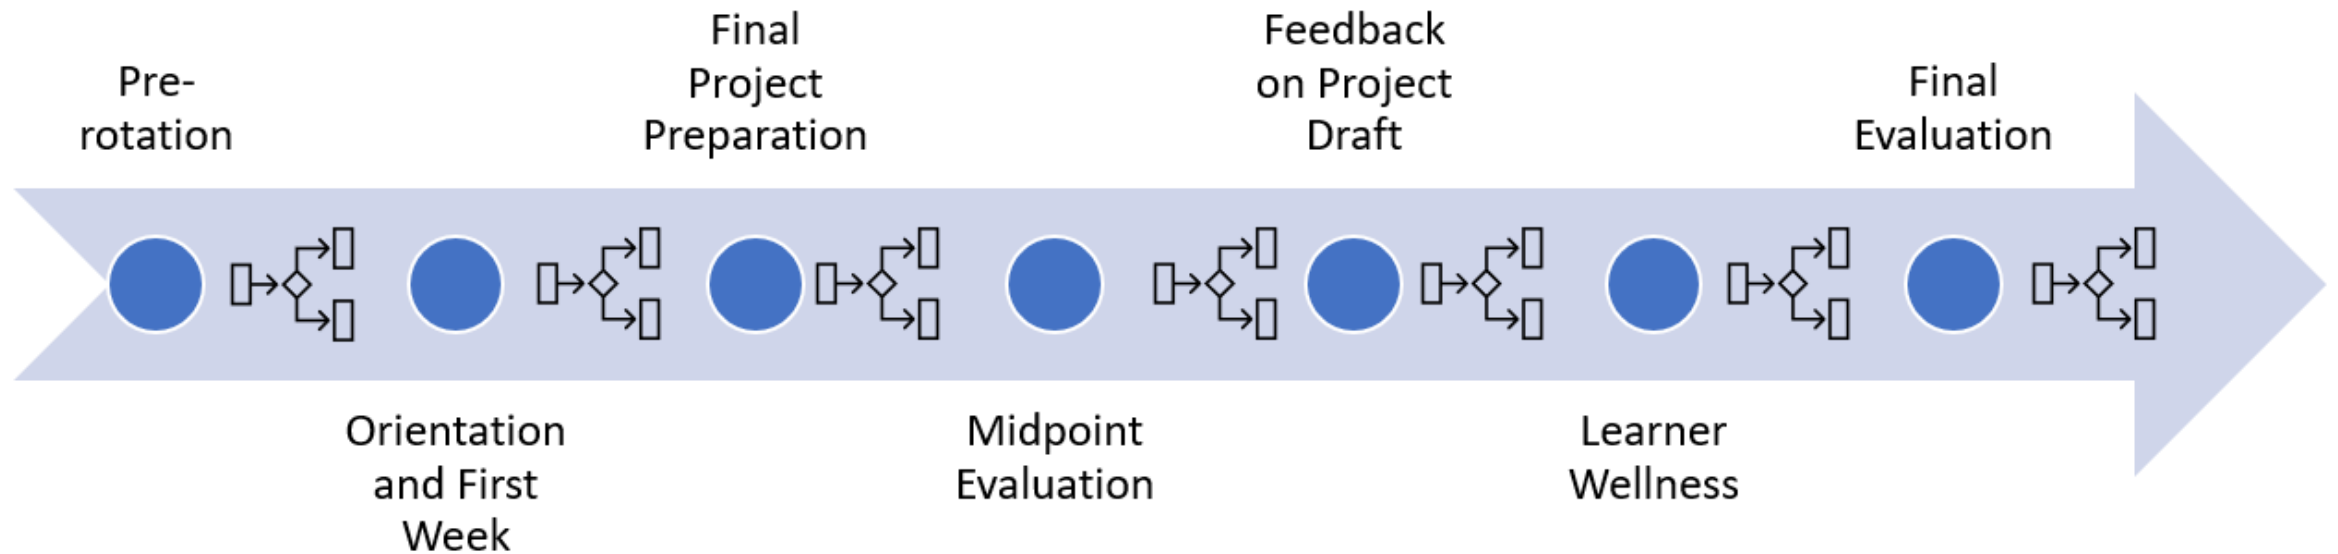 Pre-
rotation
Orientation
and First
Week
Final
Project
Preparation
Midpoint
Evaluation
Feedback
on Project
Draft
Learner
Wellness
Final
Evaluation